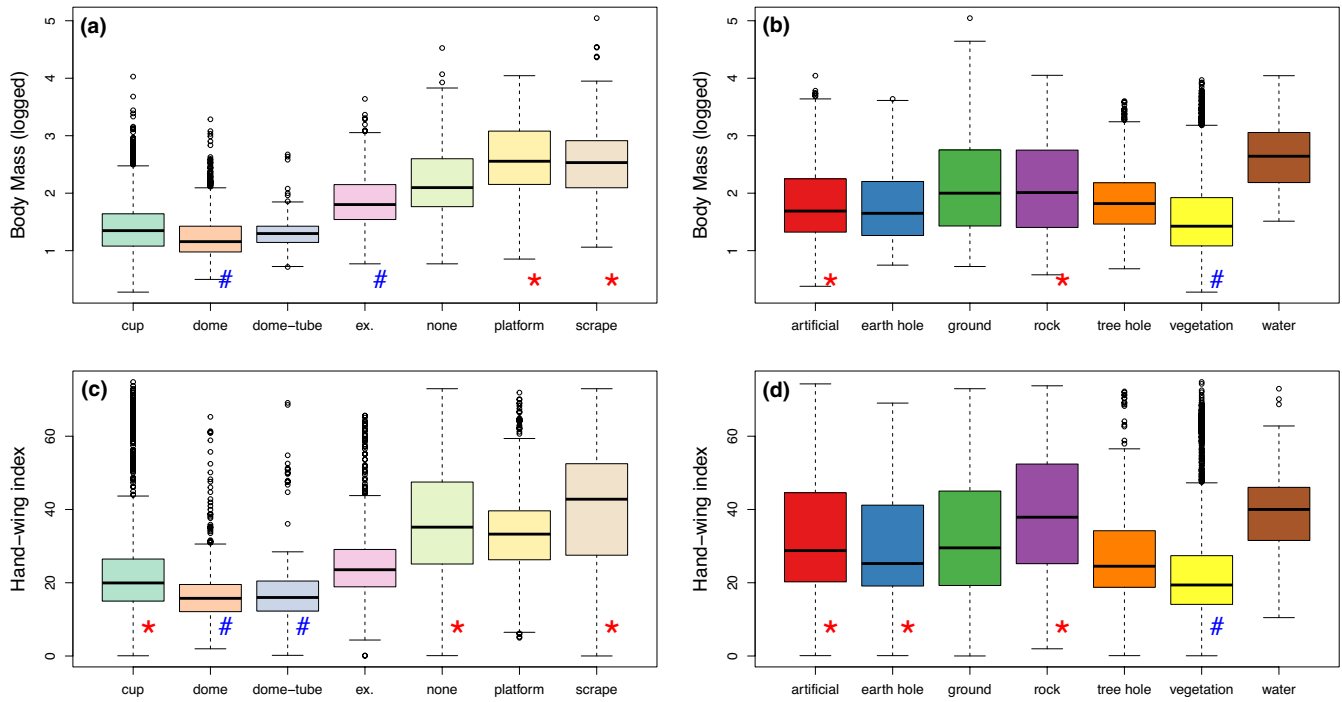 (a)
Body Mass (logged)
5
4
3
2
1
# # * *
cup dome dome−tube ex. none platform scrape
(b)
Body Mass (logged)
5
4
3
2
1
* * #
artificial earth hole ground rock tree hole vegetation water
(c)
Hand−wing index
60
40
20
0
* # # * *
cup dome dome−tube ex. none platform scrape
(d)
Hand−wing index
60
40
20
0
* * * #
artificial earth hole ground rock tree hole vegetation water